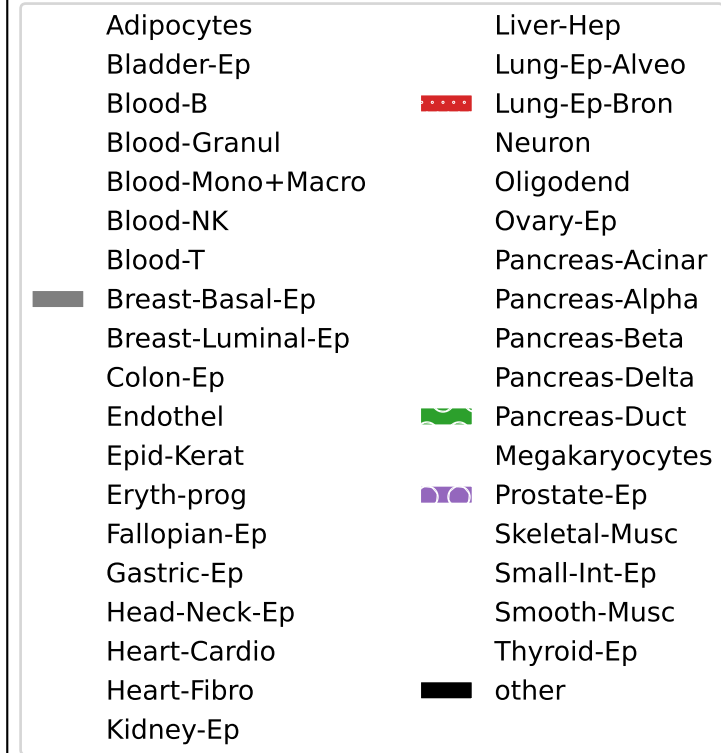 Adipocytes
Bladder-Ep
Blood-B
Blood-Granul
Blood-Mono+Macro
Blood-NK
Blood-T
Breast-Basal-Ep
Breast-Luminal-Ep
Colon-Ep
Endothel
Epid-Kerat
Eryth-prog
Fallopian-Ep
Gastric-Ep
Head-Neck-Ep
Heart-Cardio
Heart-Fibro
Kidney-Ep
Liver-Hep
Lung-Ep-Alveo
Lung-Ep-Bron
Neuron
Oligodend
Ovary-Ep
Pancreas-Acinar
Pancreas-Alpha
Pancreas-Beta
Pancreas-Delta
Pancreas-Duct
Megakaryocytes
Prostate-Ep
Skeletal-Musc
Small-Int-Ep
Smooth-Musc
Thyroid-Ep
other